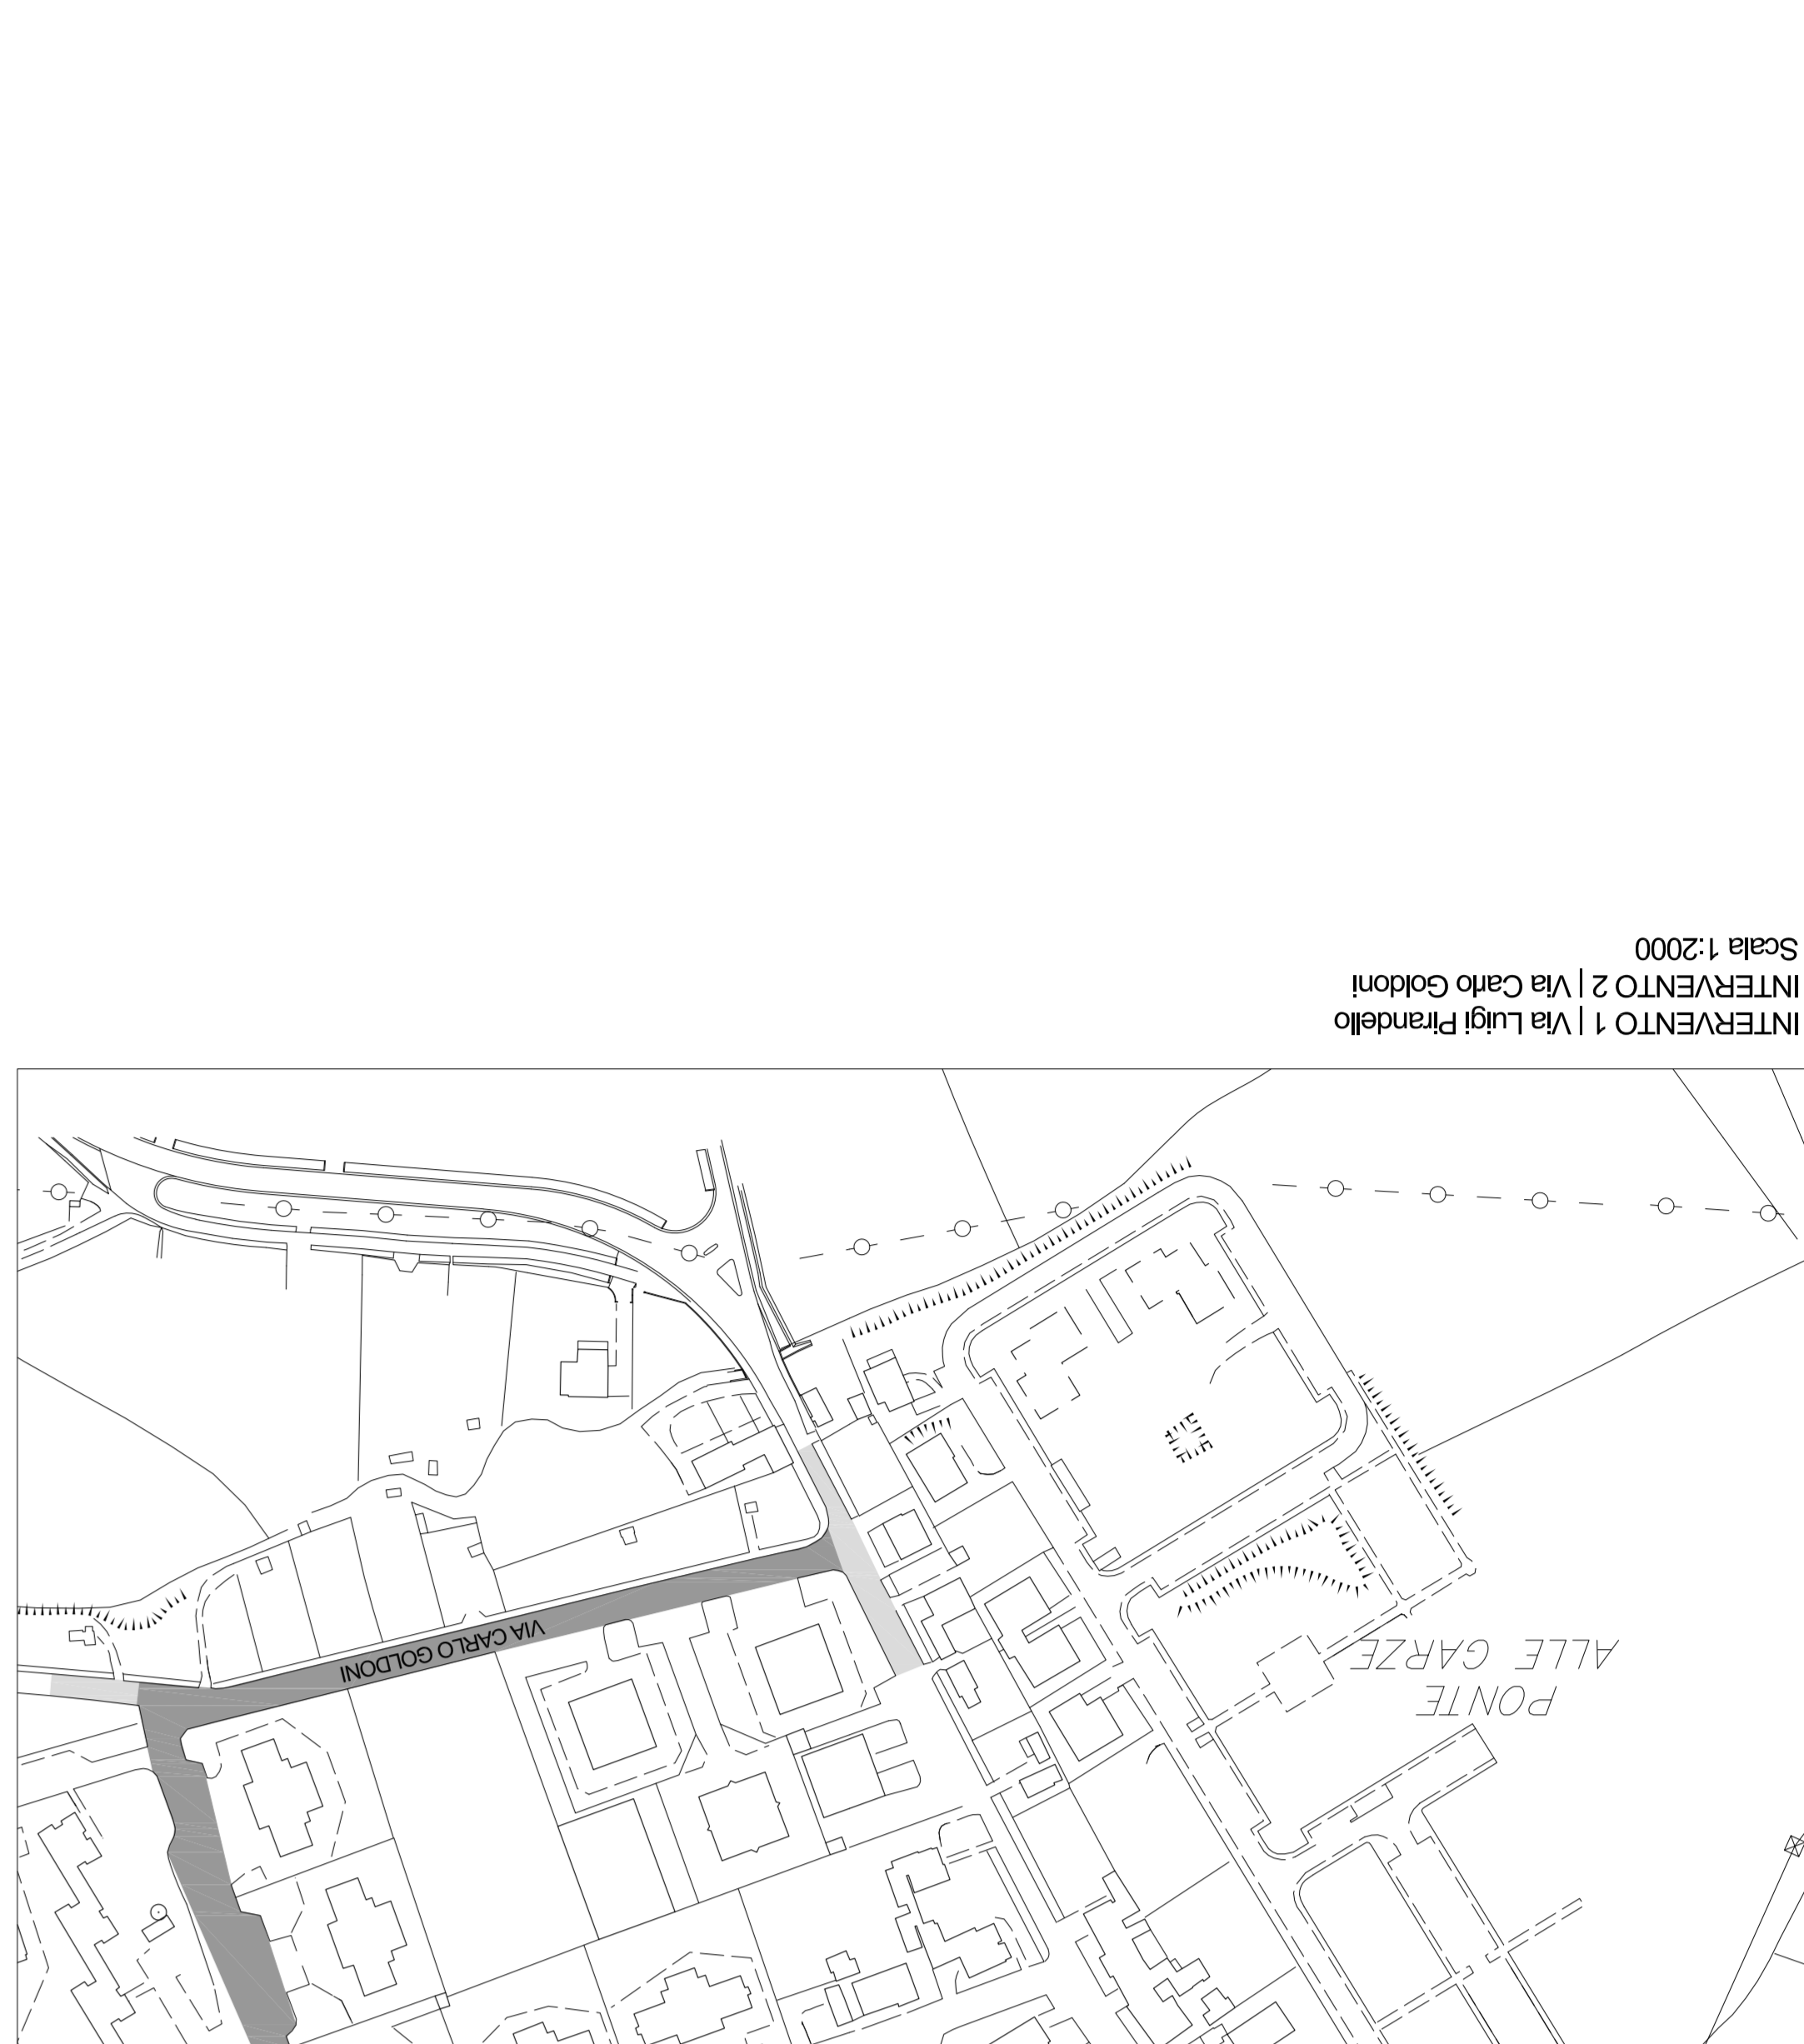 INTERVENTO 1 | Via Luigi Pirandello
INTERVENTO 2 | Via Carlo Goldoni
Scala 1:2000
PONTE
ALLE GARZE
VIA CARLO GOLDONI